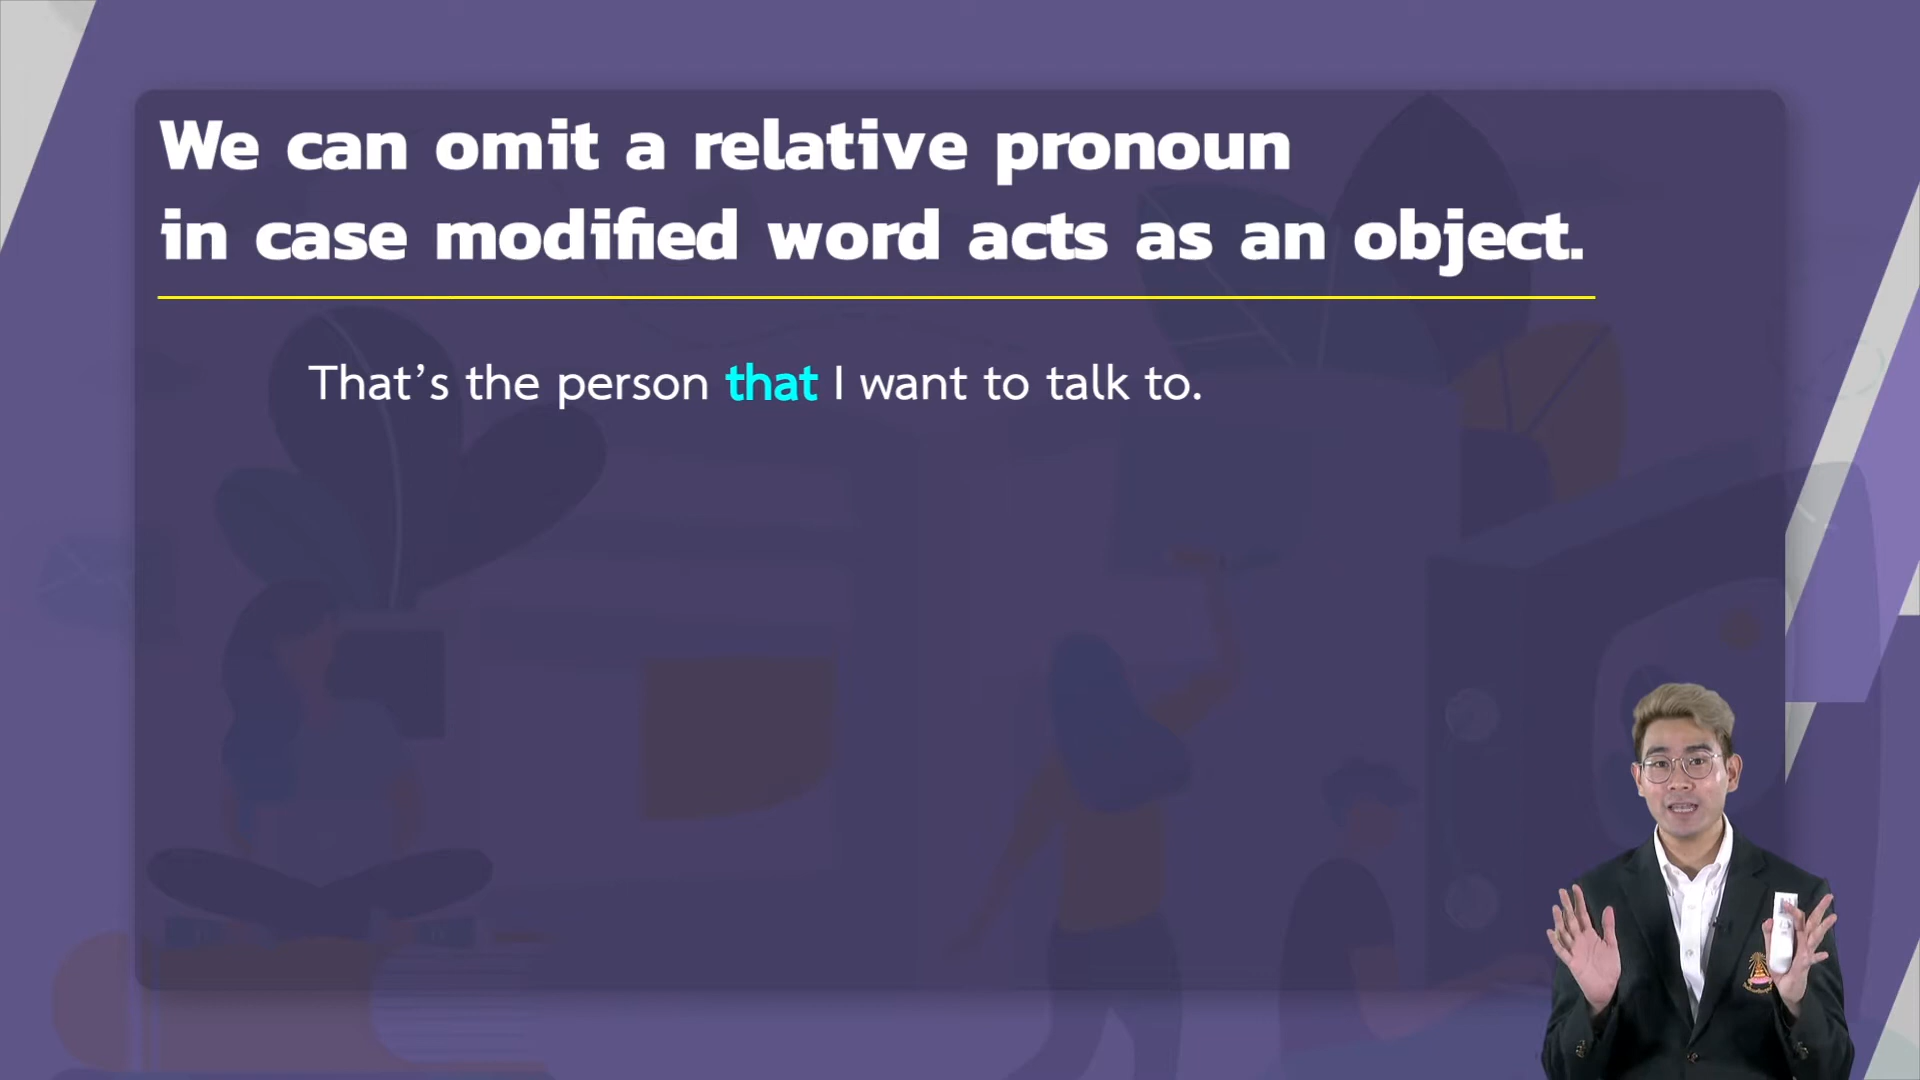 We can omit a relative pronoun
in case modified word acts as an object.
That’s the person that I want to talk to.